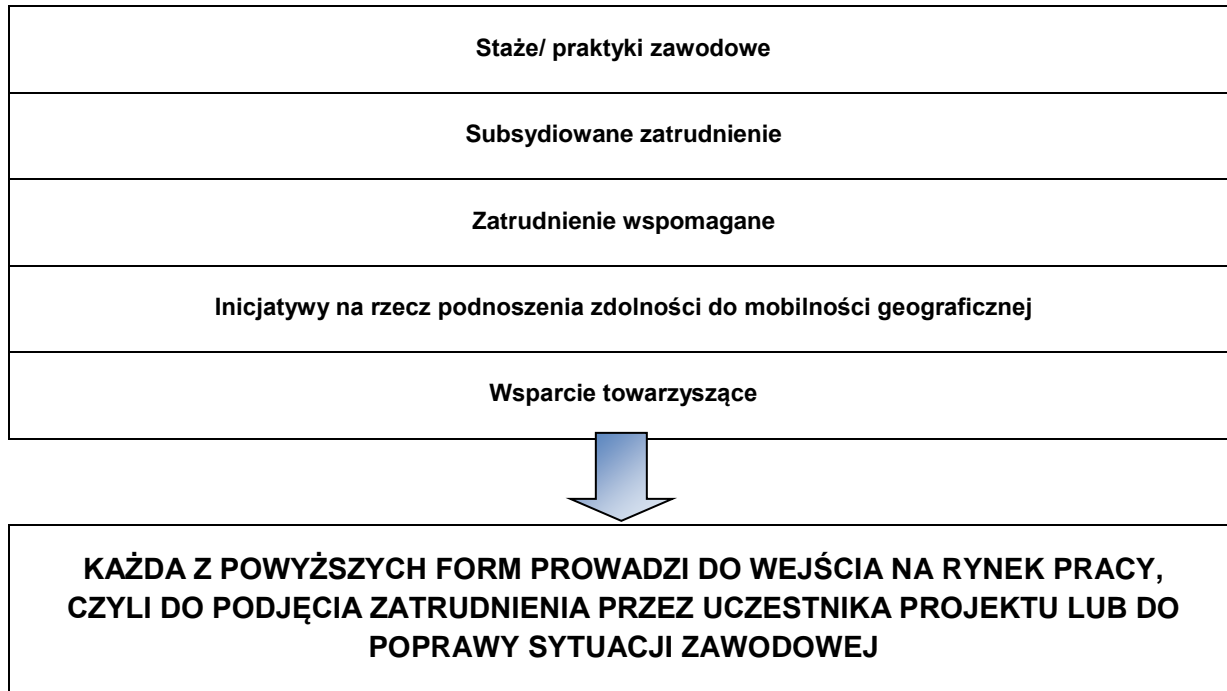 Staże/ praktyki zawodowe
Subsydiowane zatrudnienie
Zatrudnienie wspomagane
Inicjatywy na rzecz podnoszenia zdolności do mobilności geograficznej
Wsparcie towarzyszące
KAŻDA Z POWYŻSZYCH FORM PROWADZI DO WEJŚCIA NA RYNEK PRACY,
CZYLI DO PODJĘCIA ZATRUDNIENIA PRZEZ UCZESTNIKA PROJEKTU LUB DO
POPRAWY SYTUACJI ZAWODOWEJ